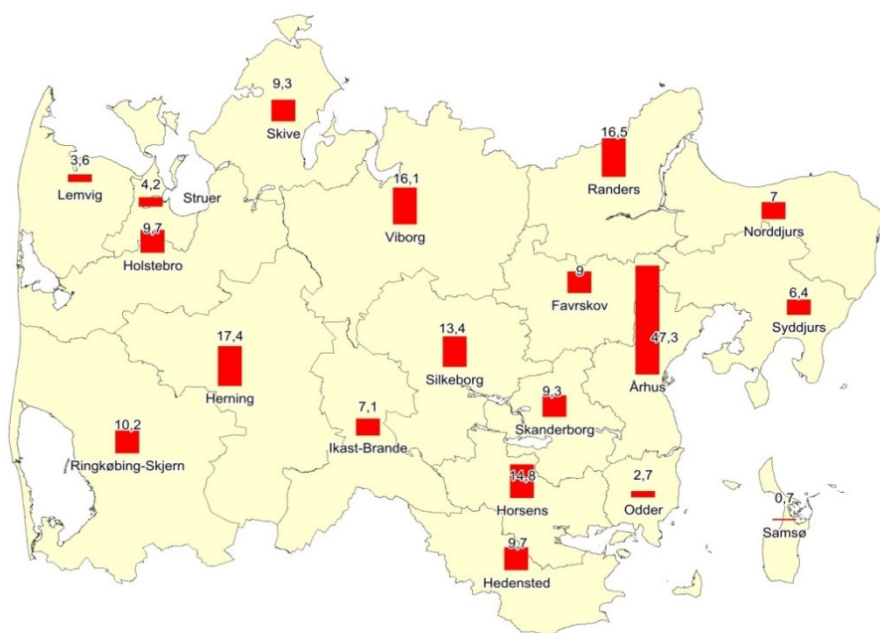 9,3
Skive
16,5
Randers
3,6
Lemvig
4,2
Struer
16,1
Viborg
7
Norddjurs
9,7
Holstebro
9
Favrskov
6,4
Syddjurs
17,4
Herning
13,4
Silkeborg
47,3
Århus
7,1
Ikast-Brande
9,3
Skanderborg
10,2
Ringkøbing-Skjern
14,8
Horsens
2,7
Odder
0,7
Samsø
9,7
Hedensted